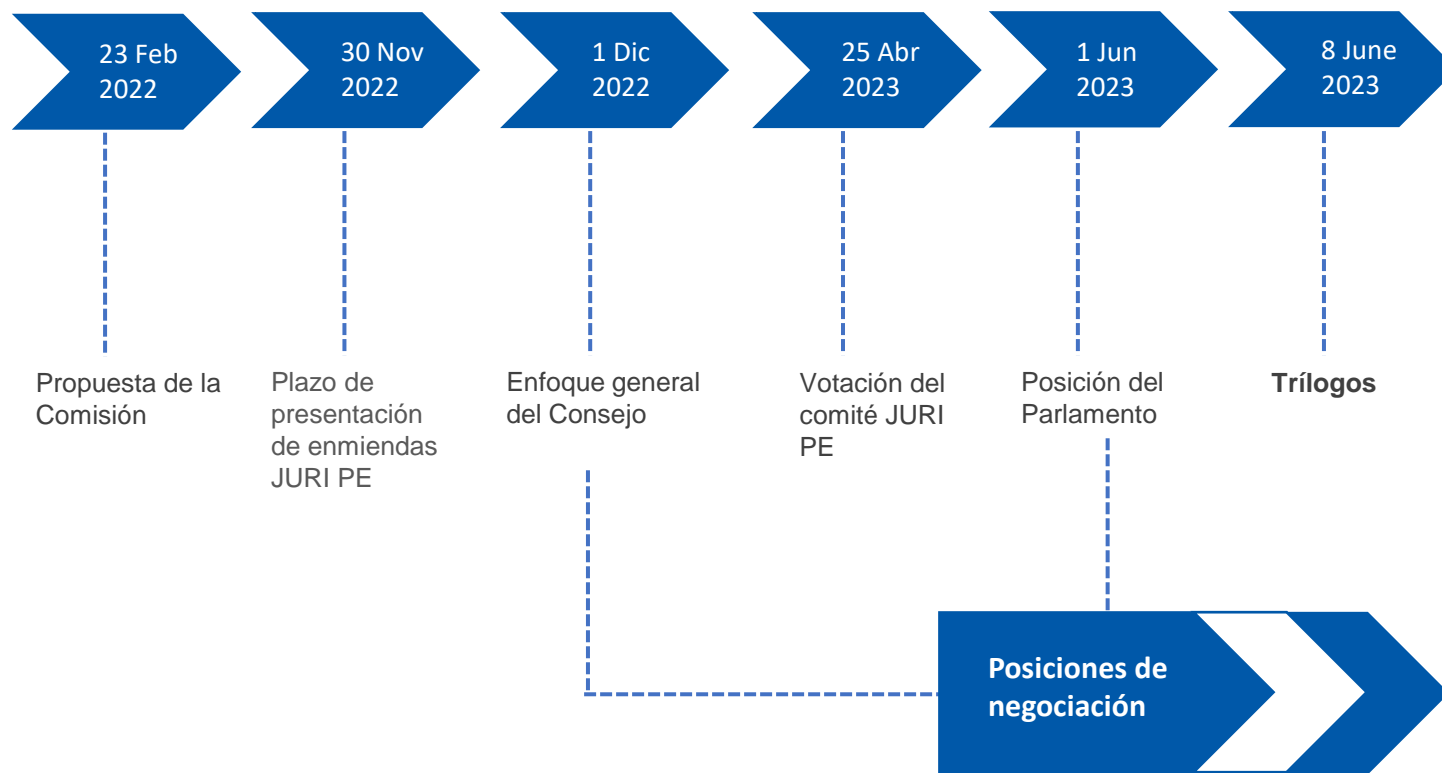 23 Feb
2022
30 Nov
2022
1 Dic
2022
25 Abr
2023
1 Jun
2023
8 June
2023
Propuesta de la
Comisión
Plazo de
presentación
de enmiendas
JURI PE
Enfoque general
del Consejo
Votación del
comité JURI
PE
Posición del
Parlamento
Trílogos
Posiciones de
negociación